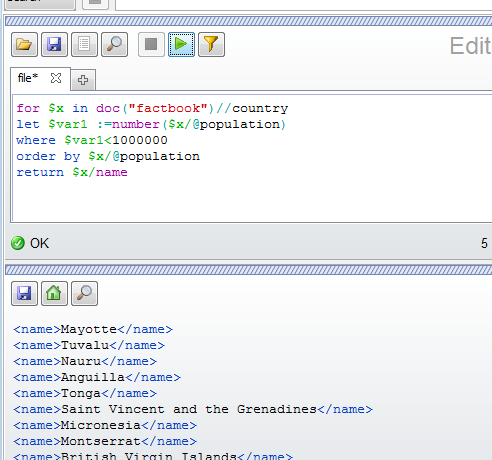 Edit
file*
for $x in doc("factbook")//country
let $var1 :=number($x/@population)
where $var1<1000000
order by $x/@population
return $x/name
OK
5
<name>Mayotte</name>
<name>Tuvalu</name>
<name>Nauru</name>
<name>Anguilla</name>
<name>Tonga</name>
<name>Saint Vincent and the Grenadines</name>
<name>Micronesia</name>
<name>Montserrat</name>
<name>British Virgin Islands</name>